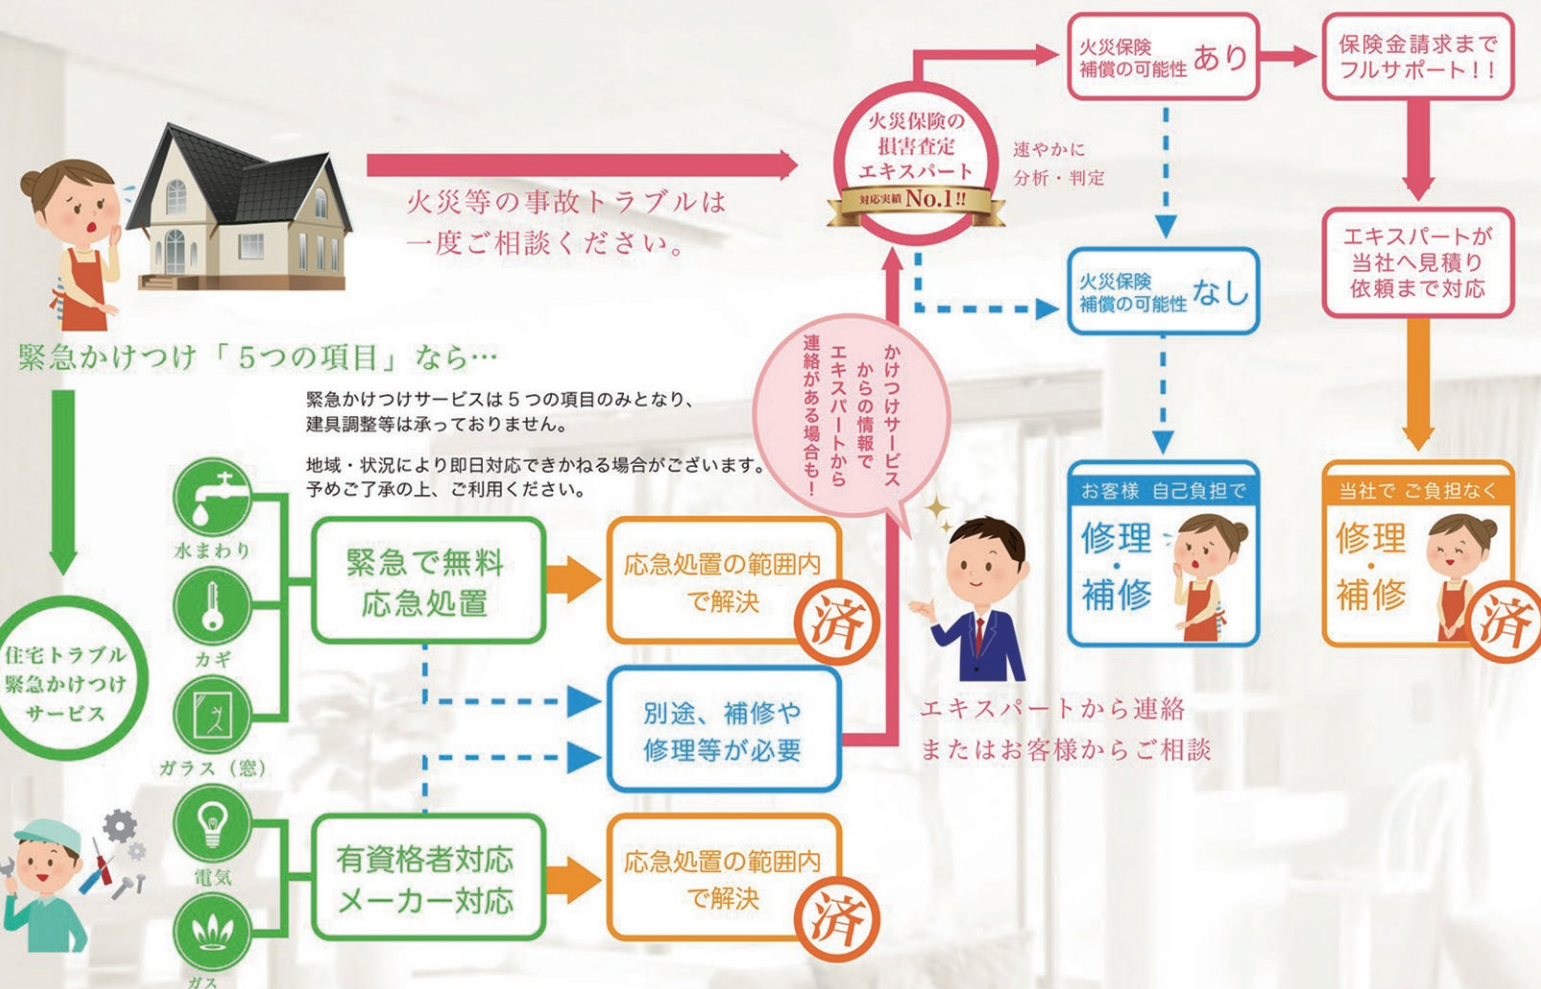 火災等の事故トラブルは
一度ご相談ください。
火災保険の
損害査定
エキスパート
対応実績 No.1!!
速やかに
分析・判定
火災保険
補償の可能性 あり
保険金請求まで
フルサポート!!
エキスパートが
当社へ見積り
依頼まで対応
火災保険
補償の可能性 なし
お客様 自己負担で
修理
・
補修
当社で ご負担なく
修理
・
補修
済
緊急かけつけ「5つの項目」なら…
緊急かけつけサービスは5つの項目のみとなり、
建具調整等は承っておりません。
地域・状況により即日対応できかねる場合がございます。
予めご了承の上、ご利用ください。
かけつけサービス
からの情報で
エキスパートから
連絡がある場合も!
住宅トラブル
緊急かけつけ
サービス
水まわり
カギ
ガラス(窓)
電気
ガス
緊急で無料
応急処置
応急処置の範囲内
で解決
済
別途、補修や
修理等が必要
有資格者対応
メーカー対応
応急処置の範囲内
で解決
済
エキスパートから連絡
またはお客様からご相談